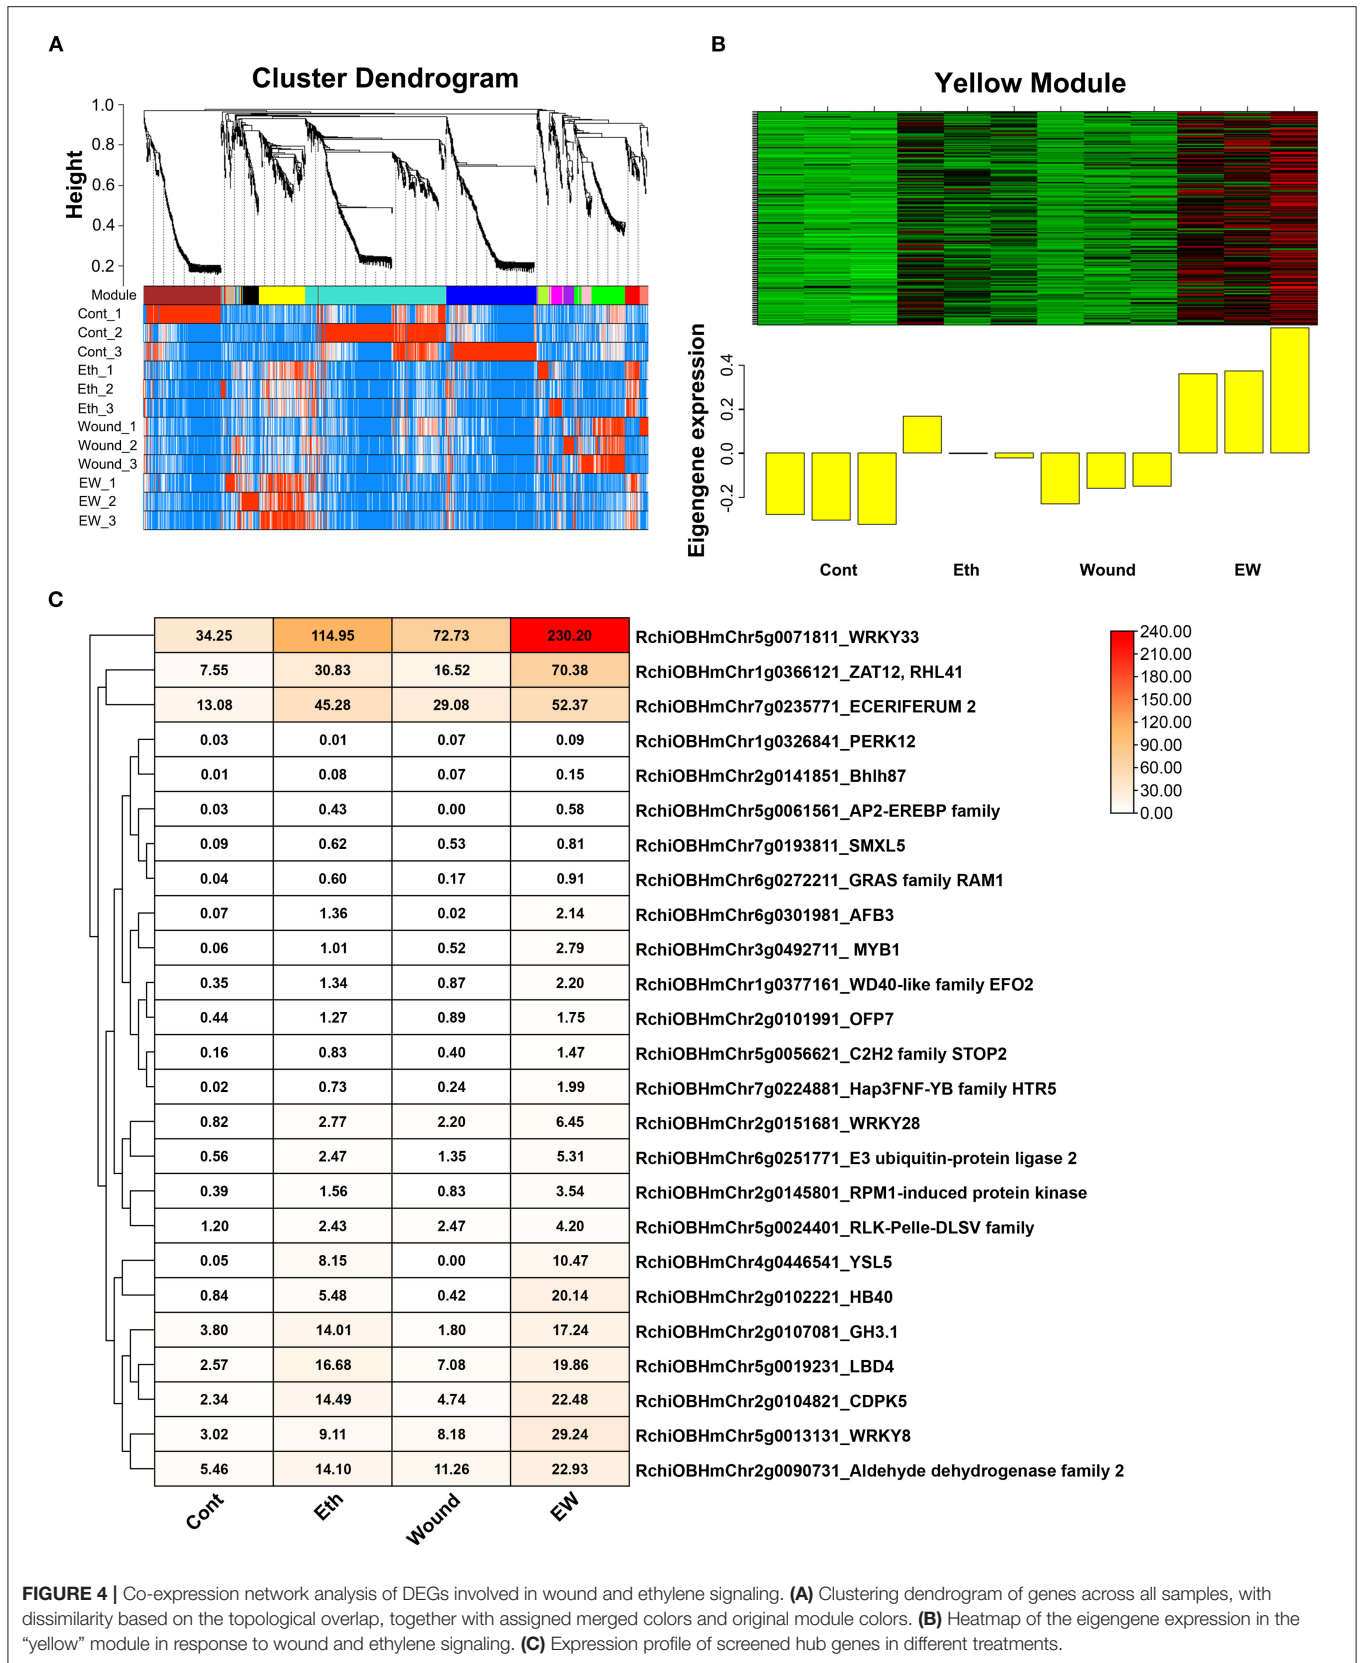 A
Cluster Dendrogram
Height
1.0
0.8
0.6
0.4
0.2
Module
Cont_1
Cont_2
Cont_3
Eth_1
Eth_2
Eth_3
Wound_1
Wound_2
Wound_3
EW_1
EW_2
EW_3
B
Yellow Module
Eigengene expression
0.4
0.2
0.0
-0.2
Cont Eth Wound EW
C
34.25 114.95 72.73 230.20 RchiOBHmChr5g0071811_WRKY33
7.55 30.83 16.52 70.38 RchiOBHmChr1g0366121_ZAT12, RHL41
13.08 45.28 29.08 52.37 RchiOBHmChr7g0235771_ECERIFERUM 2
0.03 0.01 0.07 0.09 RchiOBHmChr1g0326841_PERK12
0.01 0.08 0.07 0.15 RchiOBHmChr2g0141851_Bhlh87
0.03 0.43 0.00 0.58 RchiOBHmChr5g0061561_AP2-EREBP family
0.09 0.62 0.53 0.81 RchiOBHmChr7g0193811_SMXL5
0.04 0.60 0.17 0.91 RchiOBHmChr6g0272211_GRAS family RAM1
0.07 1.36 0.02 2.14 RchiOBHmChr6g0301981_AFB3
0.06 1.01 0.52 2.79 RchiOBHmChr3g0492711_ MYB1
0.35 1.34 0.87 2.20 RchiOBHmChr1g0377161_WD40-like family EFO2
0.44 1.27 0.89 1.75 RchiOBHmChr2g0101991_OFP7
0.16 0.83 0.40 1.47 RchiOBHmChr5g0056621_C2H2 family STOP2
0.02 0.73 0.24 1.99 RchiOBHmChr7g0224881_Hap3FNF-YB family HTR5
0.82 2.77 2.20 6.45 RchiOBHmChr2g0151681_WRKY28
0.56 2.47 1.35 5.31 RchiOBHmChr6g0251771_E3 ubiquitin-protein ligase 2
0.39 1.56 0.83 3.54 RchiOBHmChr2g0145801_RPM1-induced protein kinase
1.20 2.43 2.47 4.20 RchiOBHmChr5g0024401_RLK-Pelle-DLSV family
0.05 8.15 0.00 10.47 RchiOBHmChr4g0446541_YSL5
0.84 5.48 0.42 20.14 RchiOBHmChr2g0102221_HB40
3.80 14.01 1.80 17.24 RchiOBHmChr2g0107081_GH3.1
2.57 16.68 7.08 19.86 RchiOBHmChr5g0019231_LBD4
2.34 14.49 4.74 22.48 RchiOBHmChr2g0104821_CDPK5
3.02 9.11 8.18 29.24 RchiOBHmChr5g0013131_WRKY8
5.46 14.10 11.26 22.93 RchiOBHmChr2g0090731_Aldehyde dehydrogenase family 2
Cont Eth Wound EW
240.00
210.00
180.00
150.00
120.00
90.00
60.00
30.00
0.00
FIGURE 4 | Co-expression network analysis of DEGs involved in wound and ethylene signaling. (A) Clustering dendrogram of genes across all samples, with
dissimilarity based on the topological overlap, together with assigned merged colors and original module colors. (B) Heatmap of the eigengene expression in the
“yellow” module in response to wound and ethylene signaling. (C) Expression profile of screened hub genes in different treatments.